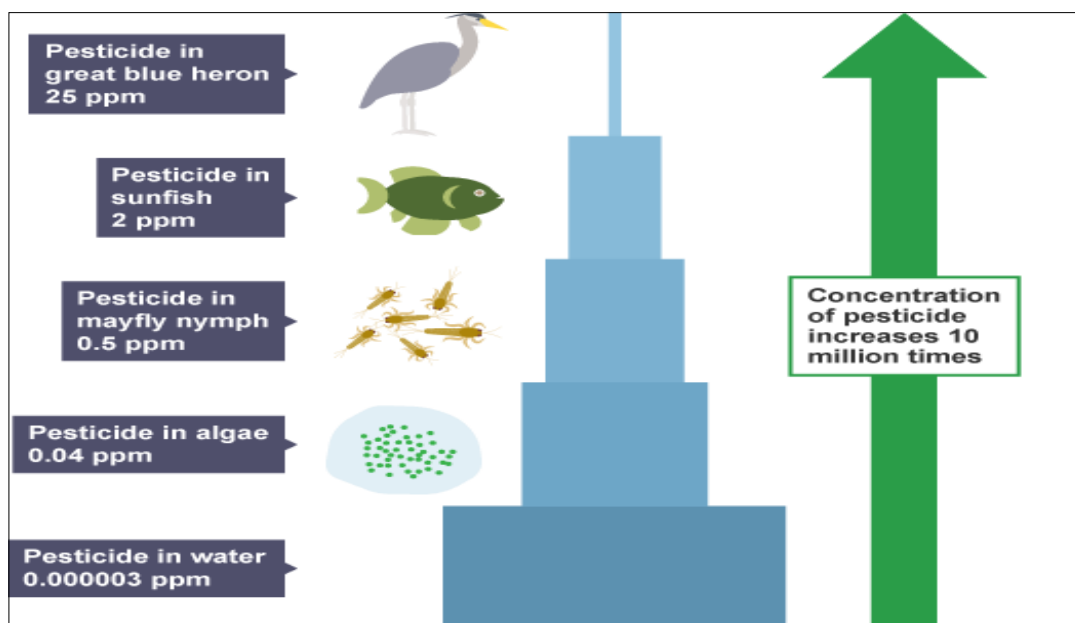 Pesticide in
great blue heron
25 ppm
Pesticide in
sunfish
2 ppm
Pesticide in
mayfly nymph
0.5 ppm
Pesticide in algae
0.04 ppm
Pesticide in water
0.000003 ppm
Concentration
of pesticide
increases 10
million times